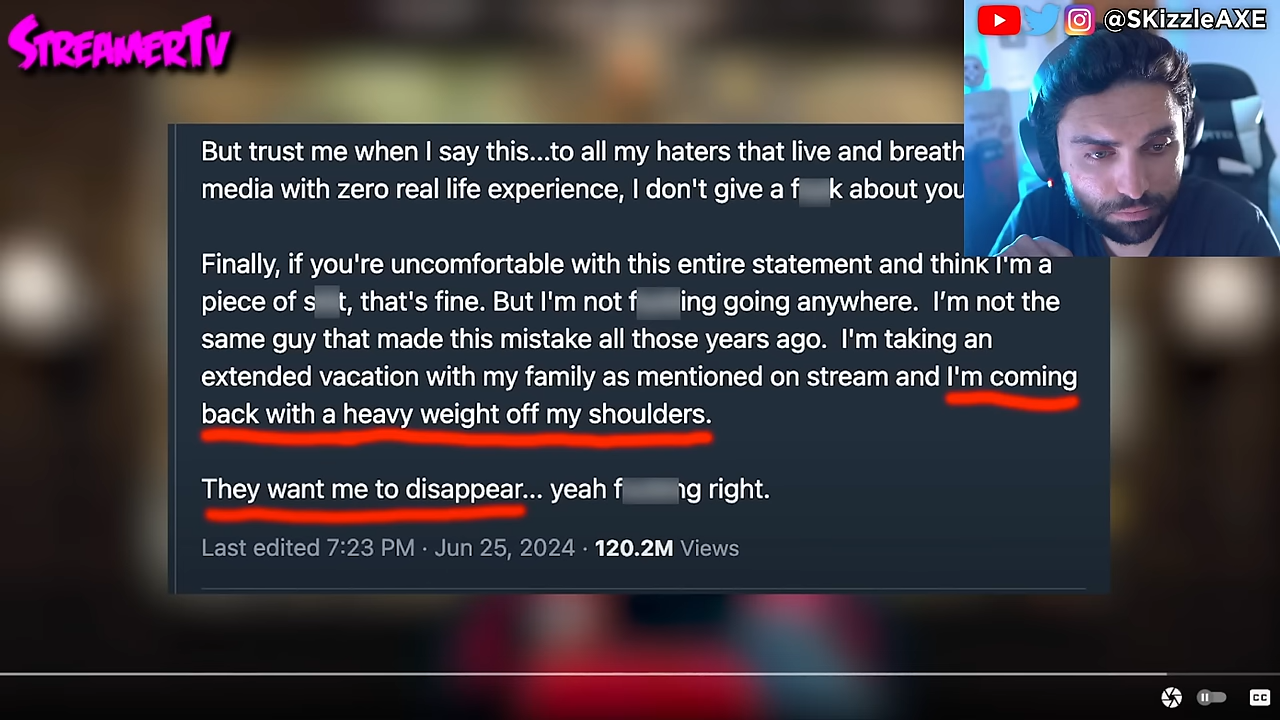 STREAMERTV
@SKizzleAXE
But trust me when I say this...to all my haters that live and breath
media with zero real life experience, I don't give a f k about you
Finally, if you're uncomfortable with this entire statement and think I'm a
piece of s t, that's fine. But I'm not f ing going anywhere. I'm not the
same guy that made this mistake all those years ago. I'm taking an
extended vacation with my family as mentioned on stream and I'm coming
back with a heavy weight off my shoulders.
They want me to disappear... yeah f ng right.
Last edited 7:23 PM · Jun 25, 2024 · 120.2M Views
CC